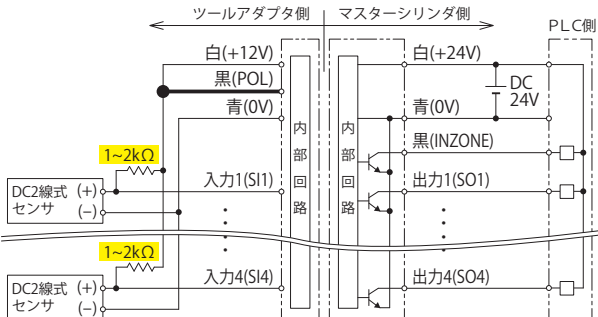 ツールアダプタ側 マスターシリンダ側
PLC側
白(+12V) 白(+24V)
黒(POL)
DC
24V
青(0V) 青(0V)
内部回路 内部回路
黒(INZONE)
1~2kΩ
入力1(SI1) 出力1(SO1)
DC2線式 (+)
センサ (−)
1~2kΩ
入力4(SI4) 出力4(SO4)
DC2線式 (+)
センサ (−)